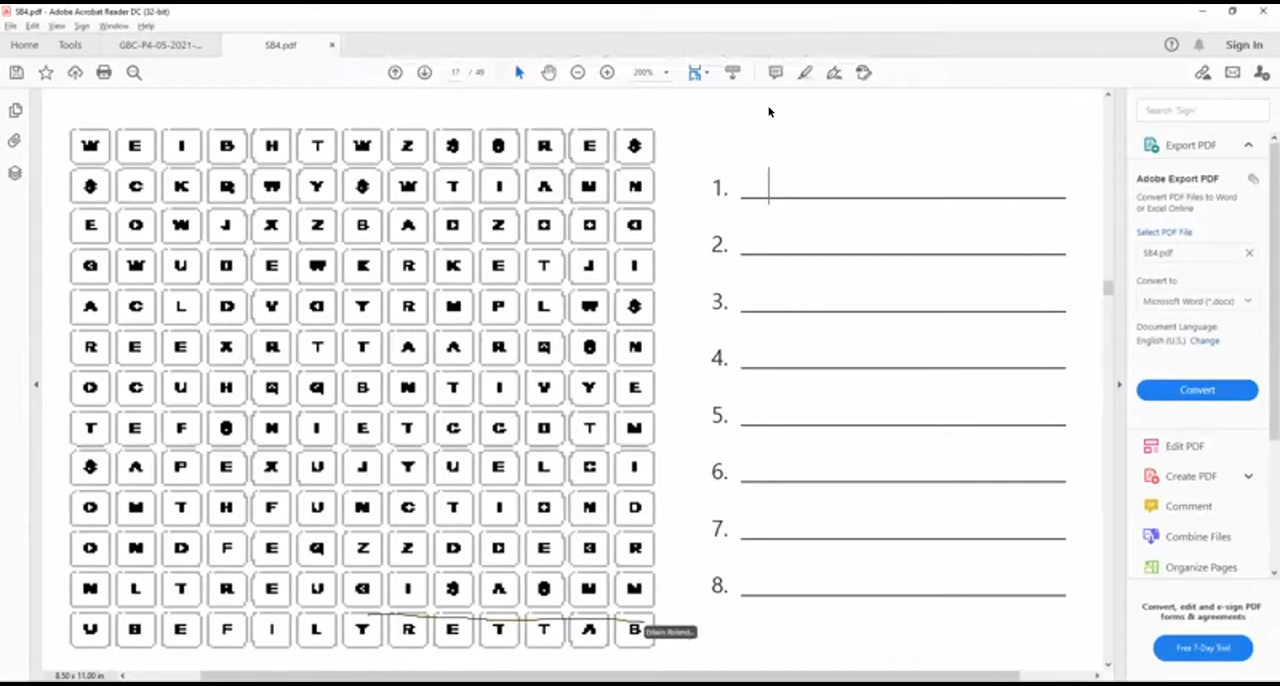 SB4.pdf - Adobe Acrobat Reader DC (32-bit)
File Edit View Sign Window Help
Home Tools GBC-P4-05-2021-... SB4.pdf × Sign In
17 / 49 200%
Search 'Sign'
Export PDF
Adobe Export PDF
Convert PDF Files to Word
or Excel Online
Select PDF File
SB4.pdf ×
Convert to
Microsoft Word (*.docx)
Document Language:
English (U.S.) Change
Convert
Edit PDF
Create PDF
Comment
Combine Files
Organize Pages
Convert, edit and e-sign PDF
forms & agreements
Free 7-Day Trial
W E I B H T W Z R E
C K W Y W T I A M N
E O W J X Z B A D Z
W U E W K R K E T J I
A C L D V T R M P L W
R E E X R T T A A R N
O C U H B M T I V Y E
T E F N I E T O T M
A P E X U J Y U E L C I
O M T H F U N C T I O N D
O N D F E Z Z D D E R
N L T R E U I A M M
U B E F I L Y R E T T A B
Edwin Roland...
1.
2.
3.
4.
5.
6.
7.
8.
8.50 x 11.00 in